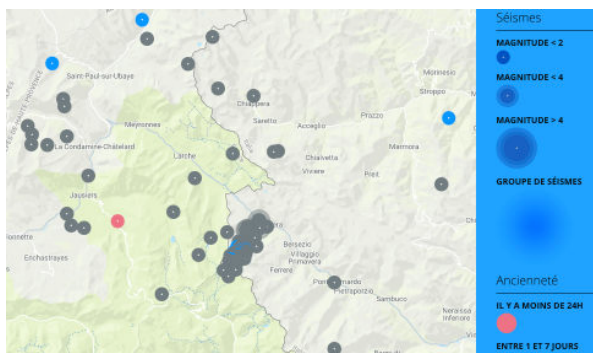 Séismes
MAGNITUDE < 2
MAGNITUDE < 4
MAGNITUDE > 4
GROUPE DE SÉISMES
Ancienneté
IL Y A MOINS DE 24H
ENTRE 1 ET 7 JOURS
Saint-Paul-sur-Ubaye
Meyronnes
La Condamine-Châtelard
Larche
Jausiers
Enchastrayes
Chiappera
Saretto
Acceglio
Chialvetta
Viviere
Prazzo
Stroppo
Marmora
Preit
Bersezio
Villaggio
Primavera
Ferrere
Pietraporzio
Sambuco
Neraissa
Inferiore